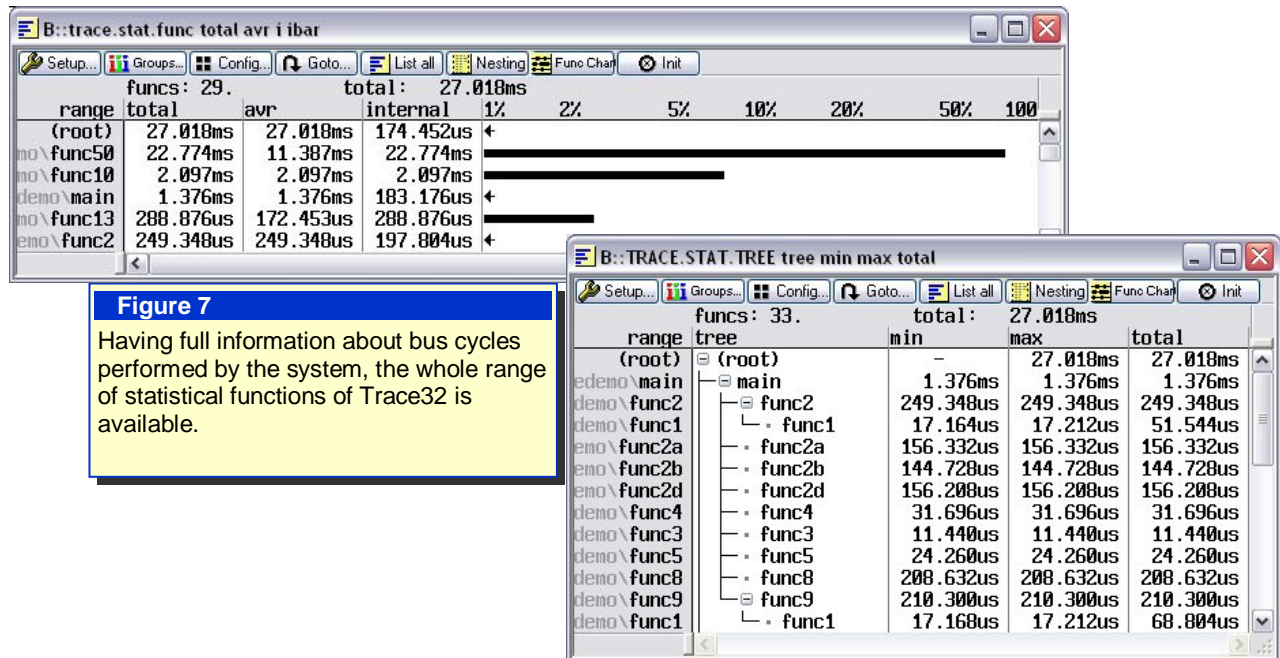 B::trace.stat.func total avr i ibar
Setup... Groups... Config... Goto... List all Nesting Func Chart Init
funcs: 29. total: 27.018ms
range total avr internal 1% 2% 5% 10% 20% 50% 100
(root) 27.018ms 27.018ms 174.452us
mo\func50 22.774ms 11.387ms 22.774ms
mo\func10 2.097ms 2.097ms 2.097ms
demo\main 1.376ms 1.376ms 183.176us
mo\func13 288.876us 172.453us 288.876us
emo\func2 249.348us 249.348us 197.804us
Figure 7
Having full information about bus cycles
performed by the system, the whole range
of statistical functions of Trace32 is
available.
B::TRACE.STAT.TREE tree min max total
Setup... Groups... Config... Goto... List all Nesting Func Chart Init
funcs: 33. total: 27.018ms
range tree min max total
(root) (root) - 27.018ms 27.018ms
edemo\main main 1.376ms 1.376ms 1.376ms
demo\func2 func2 249.348us 249.348us 249.348us
demo\func1 func1 17.164us 17.212us 51.544us
emo\func2a func2a 156.332us 156.332us 156.332us
emo\func2b func2b 144.728us 144.728us 144.728us
emo\func2d func2d 156.208us 156.208us 156.208us
demo\func4 func4 31.696us 31.696us 31.696us
demo\func3 func3 11.440us 11.440us 11.440us
demo\func5 func5 24.260us 24.260us 24.260us
demo\func8 func8 208.632us 208.632us 208.632us
demo\func9 func9 210.300us 210.300us 210.300us
demo\func1 func1 17.168us 17.212us 68.804us